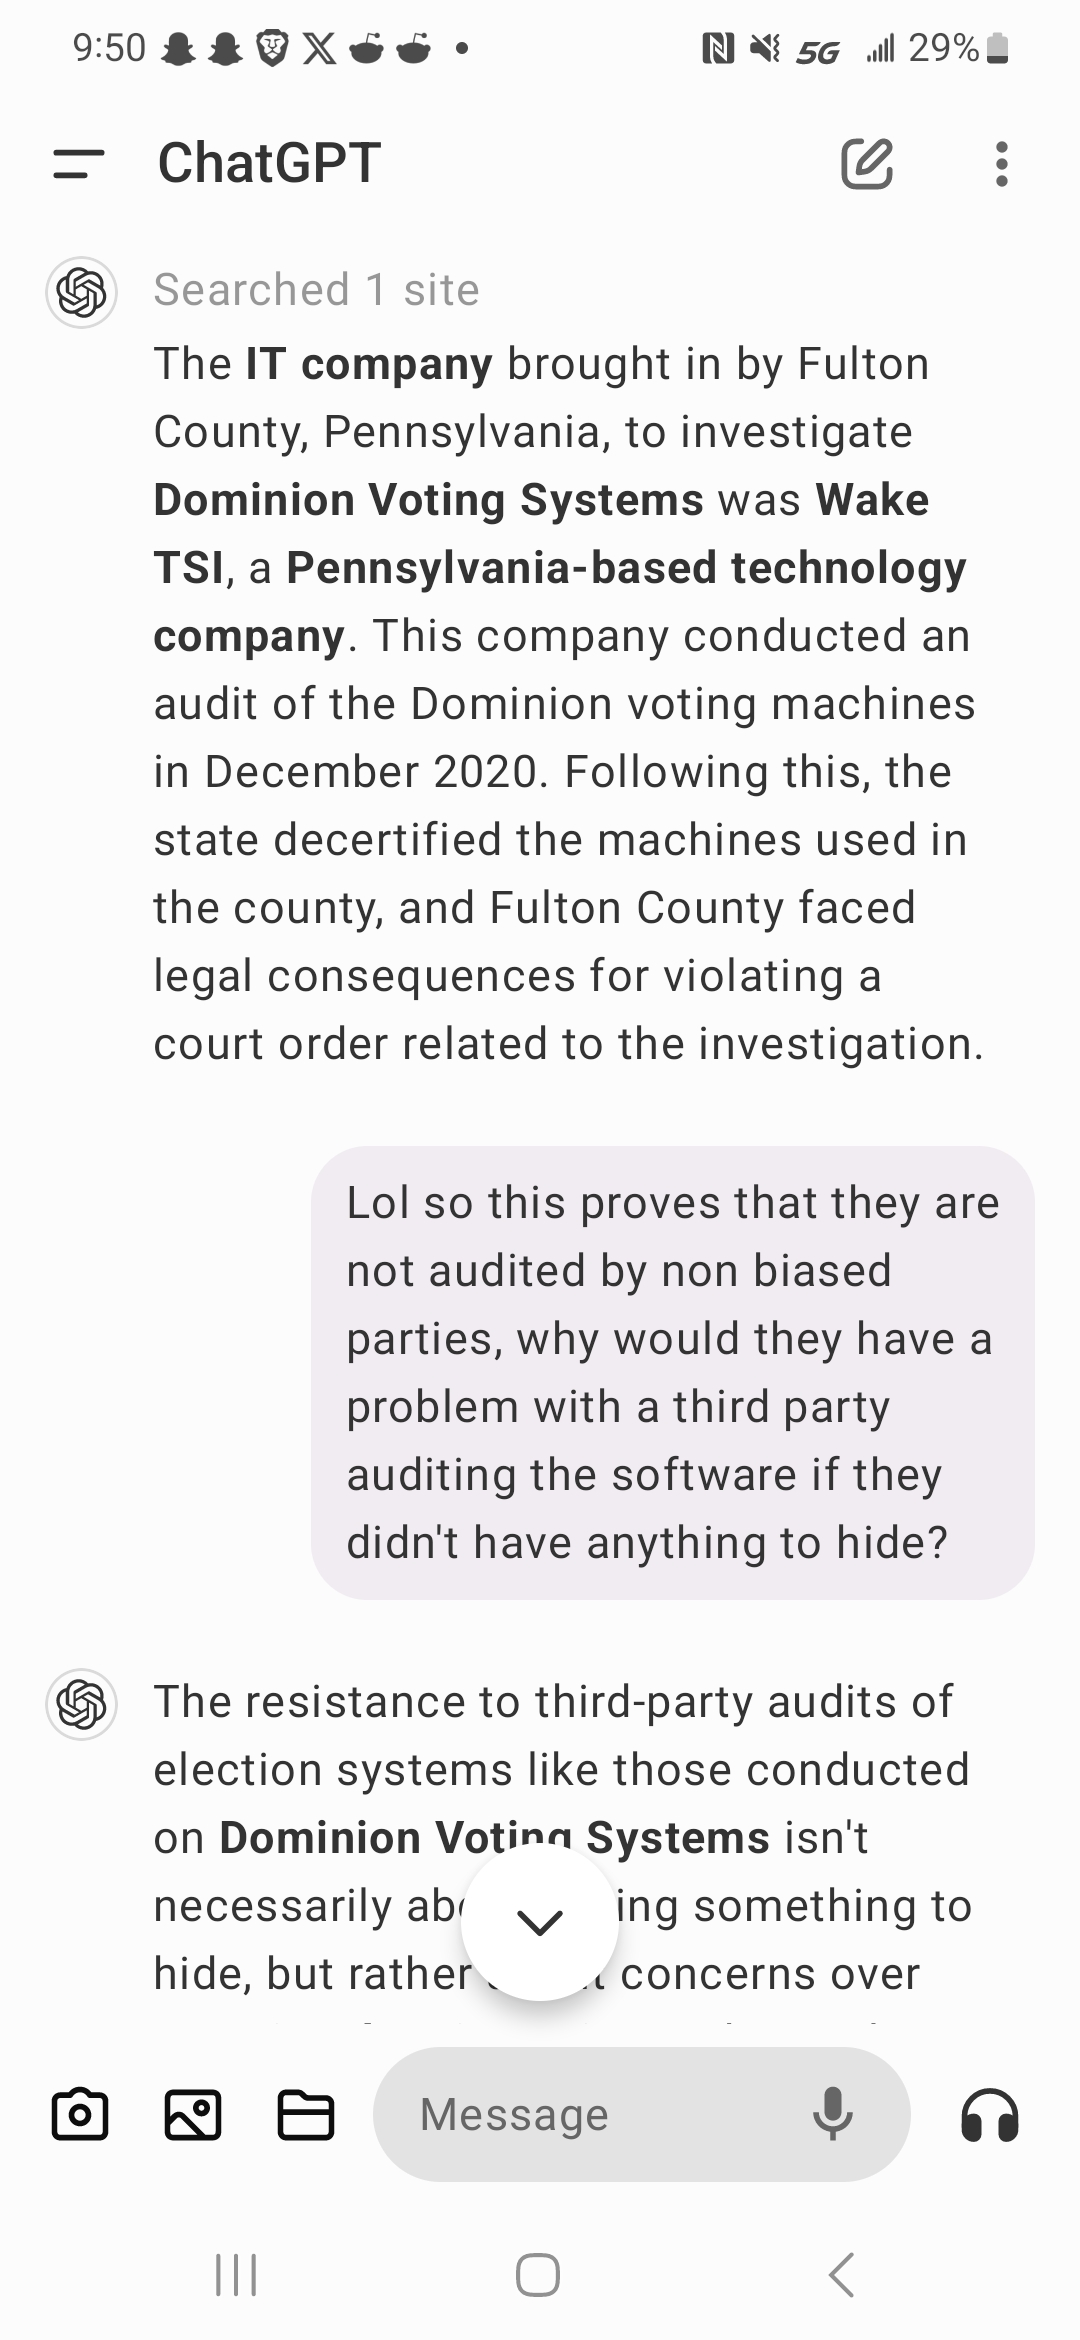 9:50
5G
29%
ChatGPT
Searched 1 site
The IT company brought in by Fulton
County, Pennsylvania, to investigate
Dominion Voting Systems was Wake
TSI, a Pennsylvania-based technology
company. This company conducted an
audit of the Dominion voting machines
in December 2020. Following this, the
state decertified the machines used in
the county, and Fulton County faced
legal consequences for violating a
court order related to the investigation.
Lol so this proves that they are
not audited by non biased
parties, why would they have a
problem with a third party
auditing the software if they
didn't have anything to hide?
The resistance to third-party audits of
election systems like those conducted
on Dominion Voting Systems isn't
necessarily something to
hide, but rather concerns over
Message